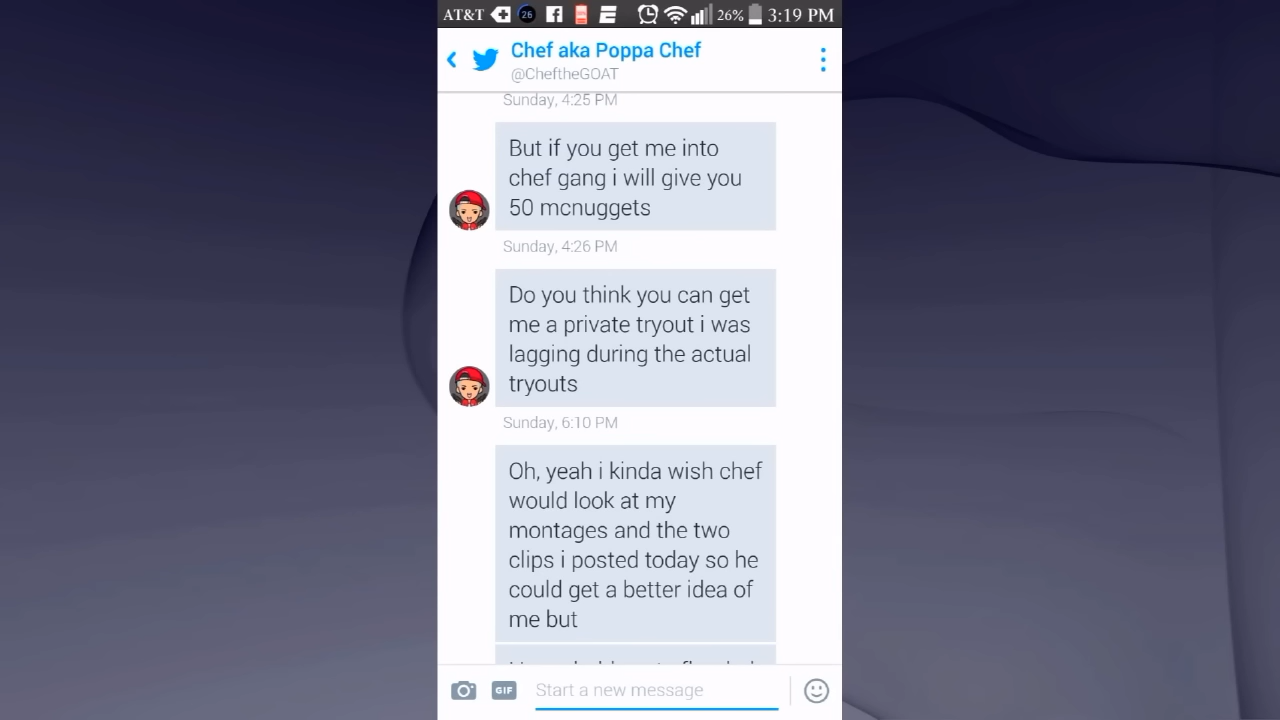 AT&T 26 26% 3:19 PM
Chef aka Poppa Chef
@CheftheGOAT
Sunday, 4:25 PM
But if you get me into
chef gang i will give you
50 mcnuggets
Sunday, 4:26 PM
Do you think you can get
me a private tryout i was
lagging during the actual
tryouts
Sunday, 6:10 PM
Oh, yeah i kinda wish chef
would look at my
montages and the two
clips i posted today so he
could get a better idea of
me but
GIF Start a new message